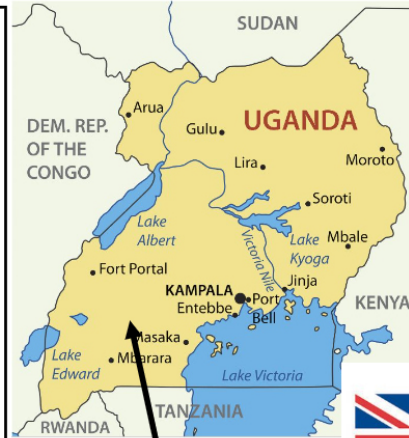 SUDAN
Arua
UGANDA
DEM. REP.
OF THE
CONGO
Gulu
Lira
Moroto
Soroti
Lake
Albert
Mbale
Lake
Kyoga
Victoria Nile
Fort Portal
KAMPALA
Jinja
Port
Bell
Entebbe
KENYA
Masaka
Lake
Edward
Mbarara
Lake Victoria
TANZANIA
RWANDA